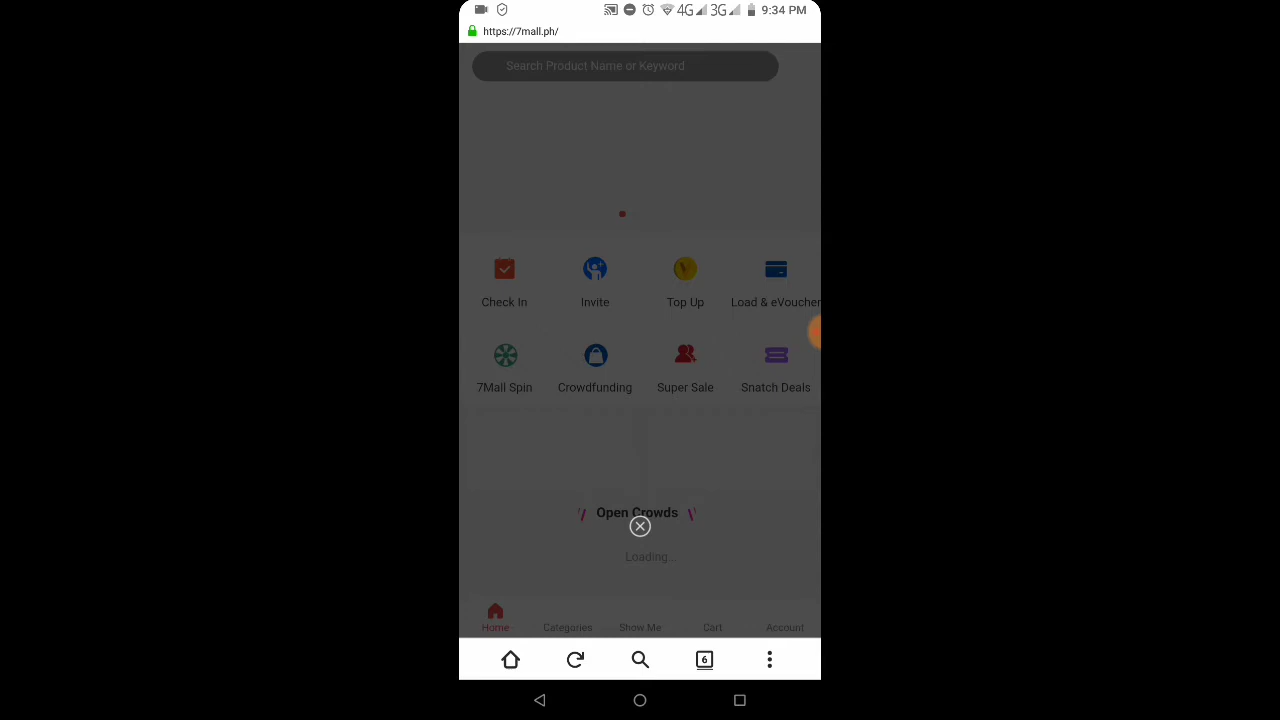 4G 3G 9:34 PM
https://7mall.ph/
Search Product Name or Keyword
Check In Invite Top Up Load & eVoucher
7Mall Spin Crowdfunding Super Sale Snatch Deals
Open Crowds
Loading...
Home Categories Show Me Cart Account
6